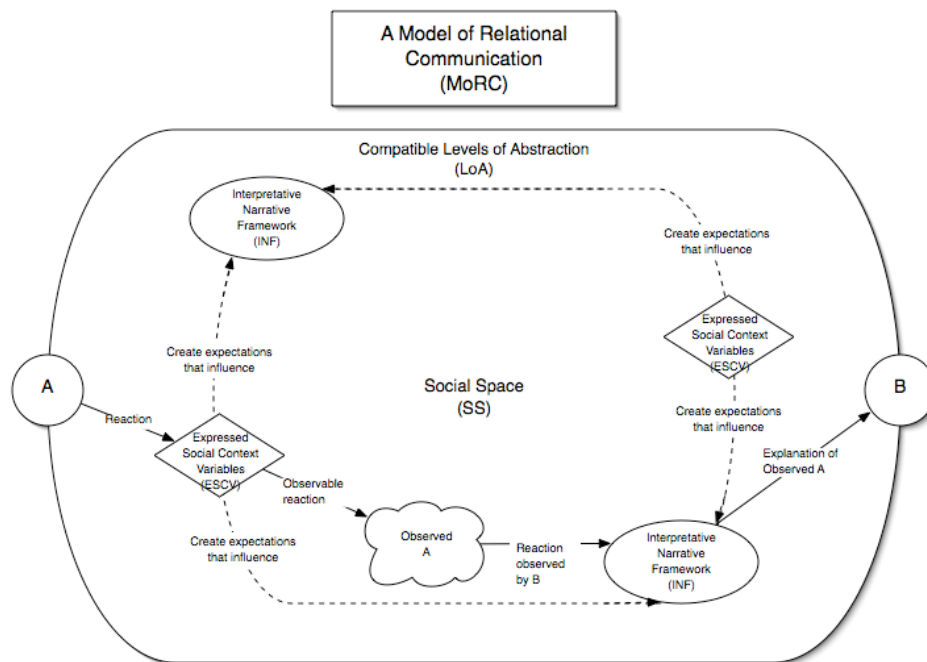 A Model of Relational
Communication
(MoRC)
Compatible Levels of Abstraction
(LoA)
Interpretative
Narrative
Framework
(INF)
Create expectations
that influence
Expressed
Social Context
Variables
(ESCV)
Create expectations
that influence
A
B
Social Space
(SS)
Create expectations
that influence
Reaction
Expressed
Social Context
Variables
(ESCV)
Explanation of
Observed A
Observable
reaction
Observed
A
Reaction
observed
by B
Interpretative
Narrative
Framework
(INF)
Create expectations
that influence